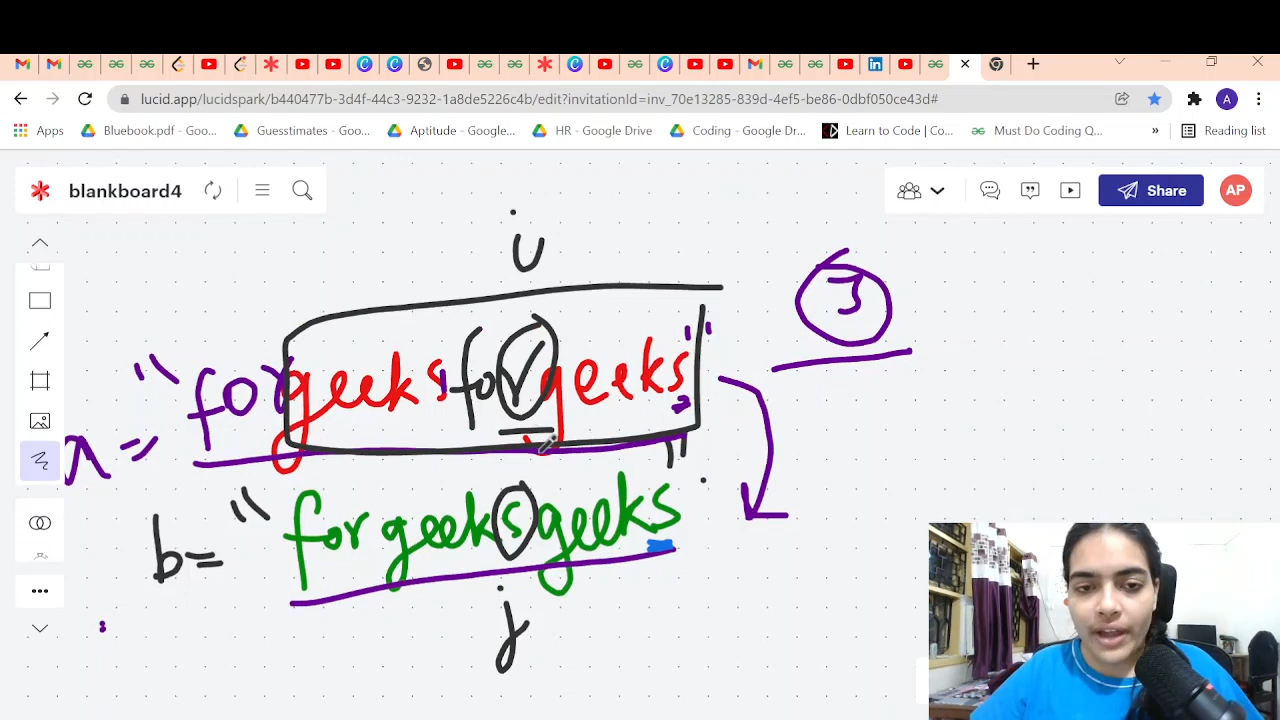 lucid.app/lucidspark/b440477b-3d4f-44c3-9232-1a8de5226c4b/edit?invitationId=inv_70e13285-839d-4ef5-be86-0dbf050ce43d#
A
Apps
Bluebook.pdf - Goo...
Guesstimates - Goo...
Aptitude - Google...
HR - Google Drive
Coding - Google Dr...
Learn to Code | Co...
Must Do Coding Q...
»
Reading list
blankboard4
Share
AP
i
3
a = "forgeeksforgeeks"
b = "forgeeksgeeks"
j